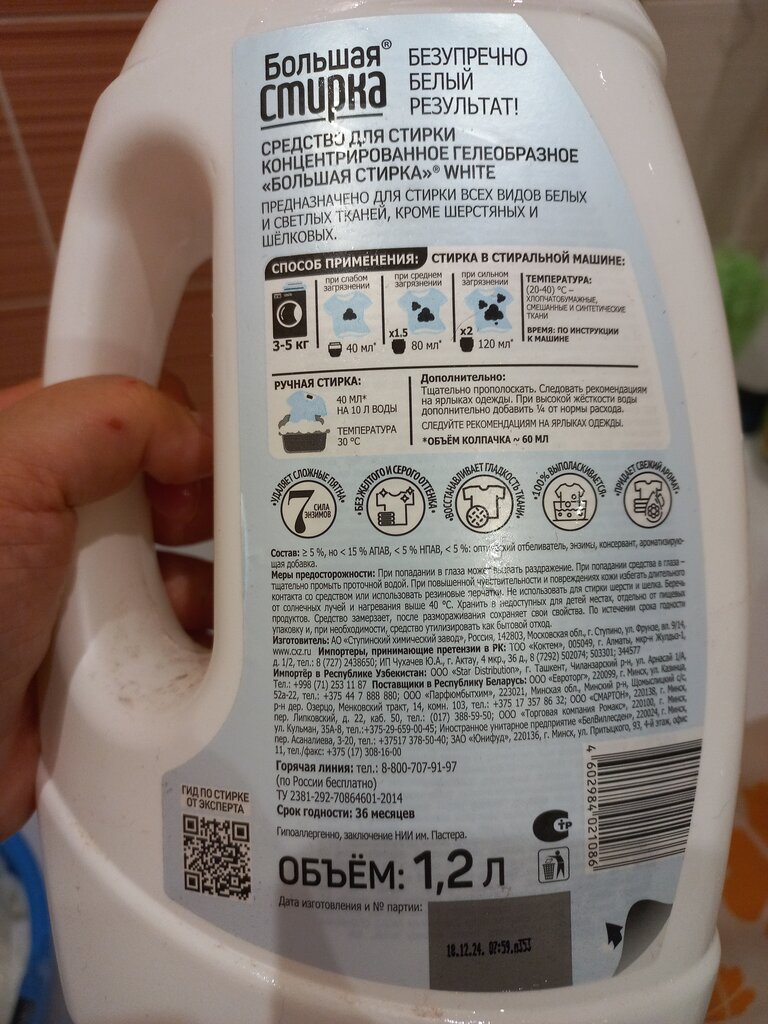 Большая®
стирка
БЕЗУПРЕЧНО
БЕЛЫЙ
РЕЗУЛЬТАТ!
СРЕДСТВО ДЛЯ СТИРКИ
КОНЦЕНТРИРОВАННОЕ ГЕЛЕОБРАЗНОЕ
«БОЛЬШАЯ СТИРКА»® WHITE
ПРЕДНАЗНАЧЕНО ДЛЯ СТИРКИ ВСЕХ ВИДОВ БЕЛЫХ
И СВЕТЛЫХ ТКАНЕЙ, КРОМЕ ШЕРСТЯНЫХ И
ШЁЛКОВЫХ.
СПОСОБ ПРИМЕНЕНИЯ: СТИРКА В СТИРАЛЬНОЙ МАШИНЕ:
3-5 кг
при слабом
загрязнении
40 мл*
при среднем
загрязнении
x1.5
80 мл*
при сильном
загрязнении
x2
120 мл*
ТЕМПЕРАТУРА:
(20-40) °C –
ХЛОПЧАТОБУМАЖНЫЕ,
СМЕШАННЫЕ И СИНТЕТИЧЕСКИЕ
ТКАНИ
ВРЕМЯ: ПО ИНСТРУКЦИИ
К МАШИНЕ
РУЧНАЯ СТИРКА:
40 МЛ*
НА 10 Л ВОДЫ
ТЕМПЕРАТУРА
30 °C
Дополнительно:
Тщательно прополоскать. Следовать рекомендациям
на ярлыках одежды. При высокой жёсткости воды
дополнительно добавить ¼ от нормы расхода.
СЛЕДУЙТЕ РЕКОМЕНДАЦИЯМ НА ЯРЛЫКАХ ОДЕЖДЫ.
*ОБЪЁМ КОЛПАЧКА ~ 60 МЛ
•УДАЛЯЕТ СЛОЖНЫЕ ПЯТНА•
7 СИЛА
ЭНЗИМОВ
•БЕЗ ЖЕЛТОГО И СЕРОГО ОТТЕНКА•
•ВОССТАНАВЛИВАЕТ ГЛАДКОСТЬ ТКАНИ•
•100% ВЫПОЛАСКИВАЕТСЯ•
•ПРИДАЕТ СВЕЖИЙ АРОМАТ•
Состав: ≥ 5 %, но < 15 % АПАВ, < 5 % НПАВ, < 5 %: оптический отбеливатель, энзимы, консервант, ароматизирую-
щая добавка.
Меры предосторожности: При попадании в глаза может вызвать раздражение. При попадании средства в глаза –
тщательно промыть проточной водой. При повышенной чувствительности и повреждениях кожи избегать длительного
контакта со средством или использовать резиновые перчатки. Не использовать для стирки шерсти и шелка. Беречь
от солнечных лучей и нагревания выше 40 °C. Хранить в недоступных для детей местах, отдельно от пищевых
продуктов. Средство замерзает, после размораживания сохраняет свои свойства. По истечении срока годности
упаковку и, при необходимости, средство утилизировать как бытовой отход.
Изготовитель: АО «Ступинский химический завод», Россия, 142803, Московская обл., г. Ступино, ул. Фрунзе, вл. 9/14,
www.cxz.ru Импортеры, принимающие претензии в РК: ТОО «Коктем», 005049, г. Алматы, мкр-н Жулдыз-1,
д. 1/2, тел.: 8 (727) 2438650; ИП Чухачев Ю.А., г. Актау, 4 мкр., 36 д., 8 (7292) 502074; 503301; 344577
Импортёр в Республике Узбекистан: ООО «Star Distribution», г. Ташкент, Чиланзарский р-н, ул. Арнасай 1/А,
Тел.: +998 (71) 253 11 87 Поставщики в Республику Беларусь: ООО «Евроторг», 220099, г. Минск, ул. Казинца,
52а-22, тел.: +375 44 7 888 880; ООО «Парфюмбытхим», 223021, Минская обл., Минский р-н, Щомыслицкий с/с,
р-н дер. Озерцо, Менковский тракт, 14, комн. 103, тел.: +375 17 357 86 32; ООО «СМАРТОН», 220138, г. Минск,
пер. Липковский, д. 22, каб. 50, тел.: (017) 388-59-50; ООО «Торговая компания Ромакс», 220100, г. Минск,
ул. Кульман, 35А-8, тел.:+375-29-659-00-45; Иностранное унитарное предприятие «БелВиллесден», 220024, г. Минск,
пер. Асаналиева, 3-20, тел.: +37517 378-50-40; ЗАО «Юнифуд», 220136, г. Минск, ул. Притыцкого, 93, 4-й этаж, офис
11, тел./факс: +375 (17) 308-16-00
Горячая линия: тел.: 8-800-707-91-97
(по России бесплатно)
ТУ 2381-292-70864601-2014
Срок годности: 36 месяцев
Гипоаллергенно, заключение НИИ им. Пастера.
ГИД ПО СТИРКЕ
ОТ ЭКСПЕРТА
ОБЪЁМ: 1,2 Л
Дата изготовления и № партии:
18.12.24. 07:59.п353
4 602984 021086